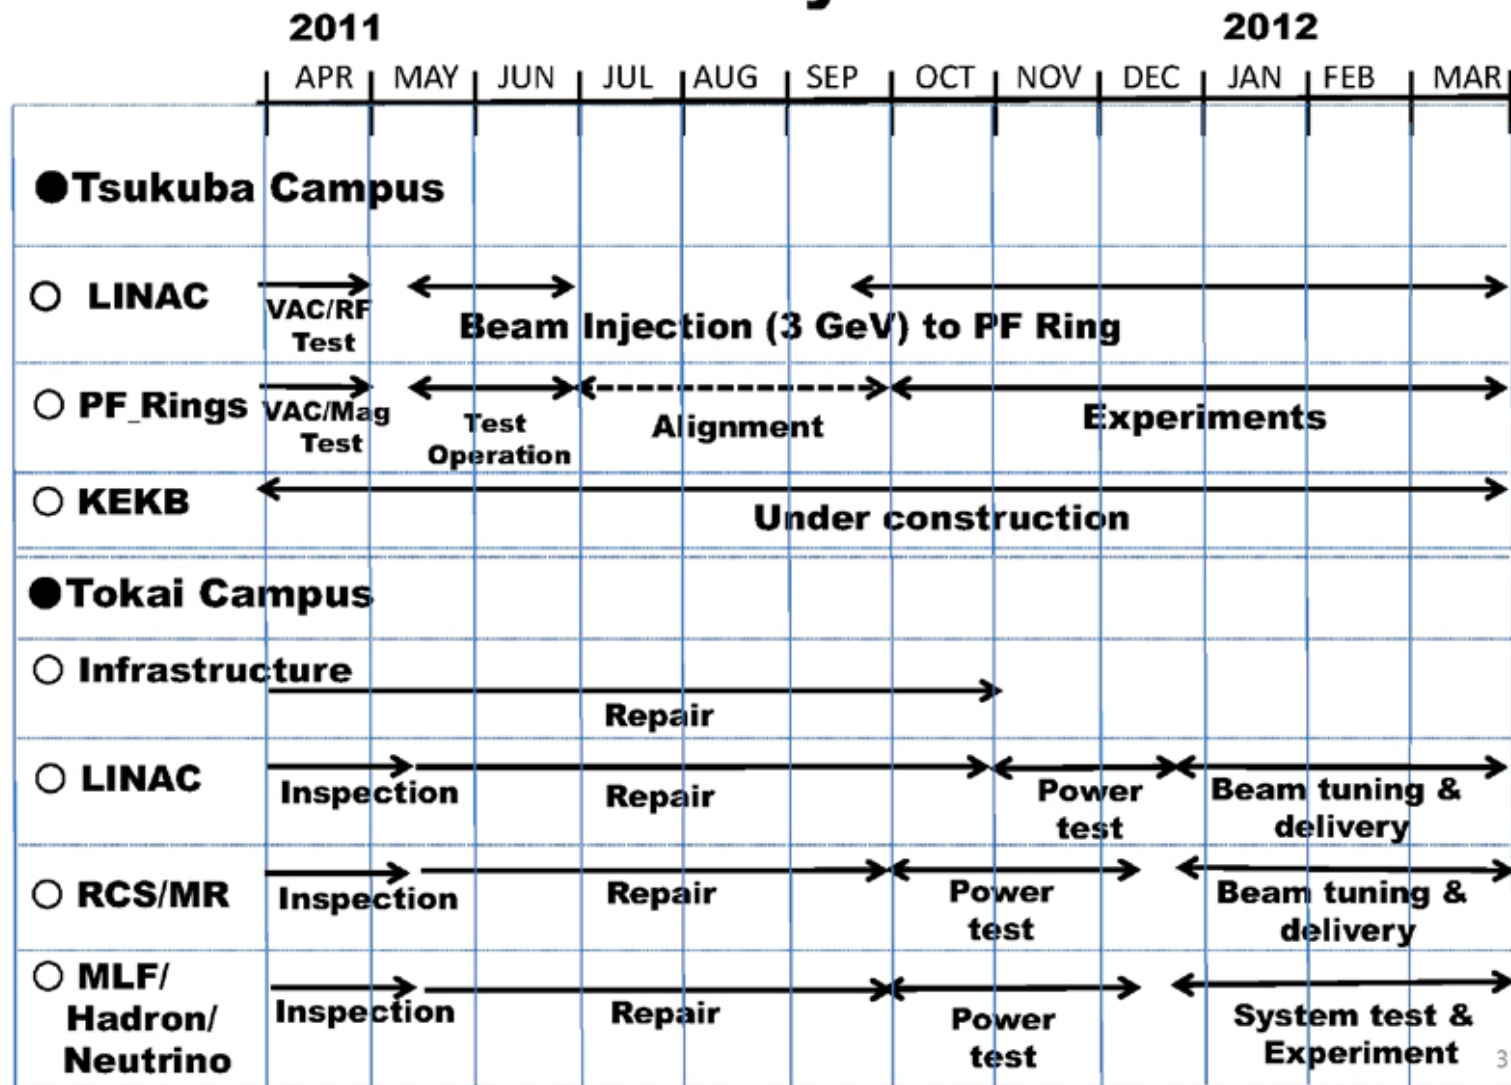 2011 2012
APR MAY JUN JUL AUG SEP OCT NOV DEC JAN FEB MAR
●Tsukuba Campus
○ LINAC
VAC/RF
Test
Beam Injection (3 GeV) to PF Ring
○ PF_Rings
VAC/Mag
Test
Test
Operation
Alignment
Experiments
○ KEKB
Under construction
●Tokai Campus
○ Infrastructure
Repair
○ LINAC
Inspection
Repair
Power
test
Beam tuning &
delivery
○ RCS/MR
Inspection
Repair
Power
test
Beam tuning &
delivery
○ MLF/
Hadron/
Neutrino
Inspection
Repair
Power
test
System test &
Experiment
3